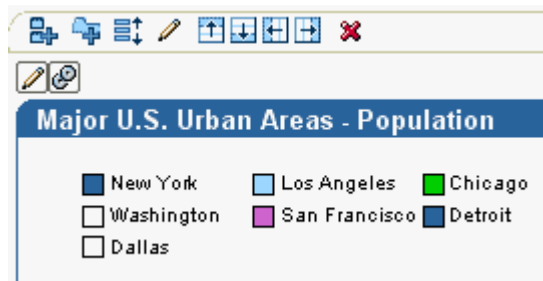 Major U.S. Urban Areas - Population
New York Los Angeles Chicago
Washington San Francisco Detroit
Dallas